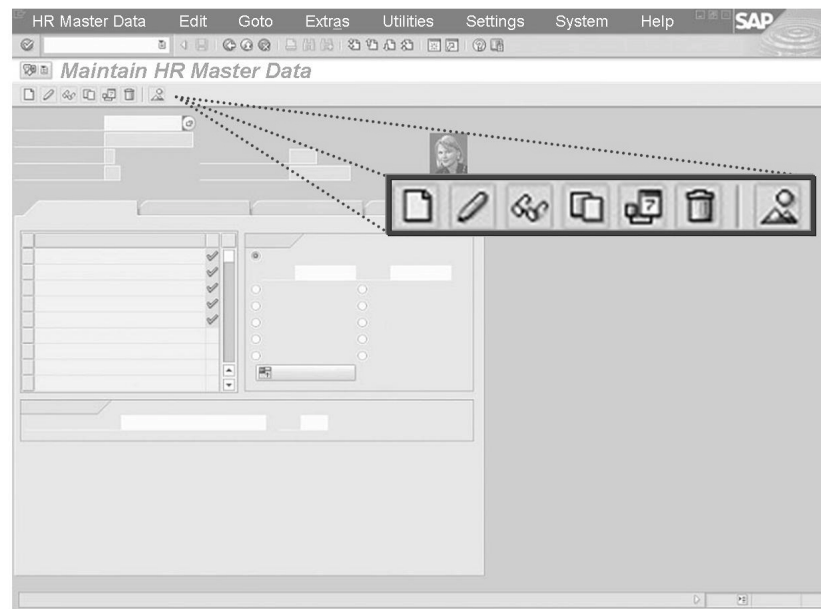 HR Master Data Edit Goto Extras Utilities Settings System Help SAP
Maintain HR Master Data